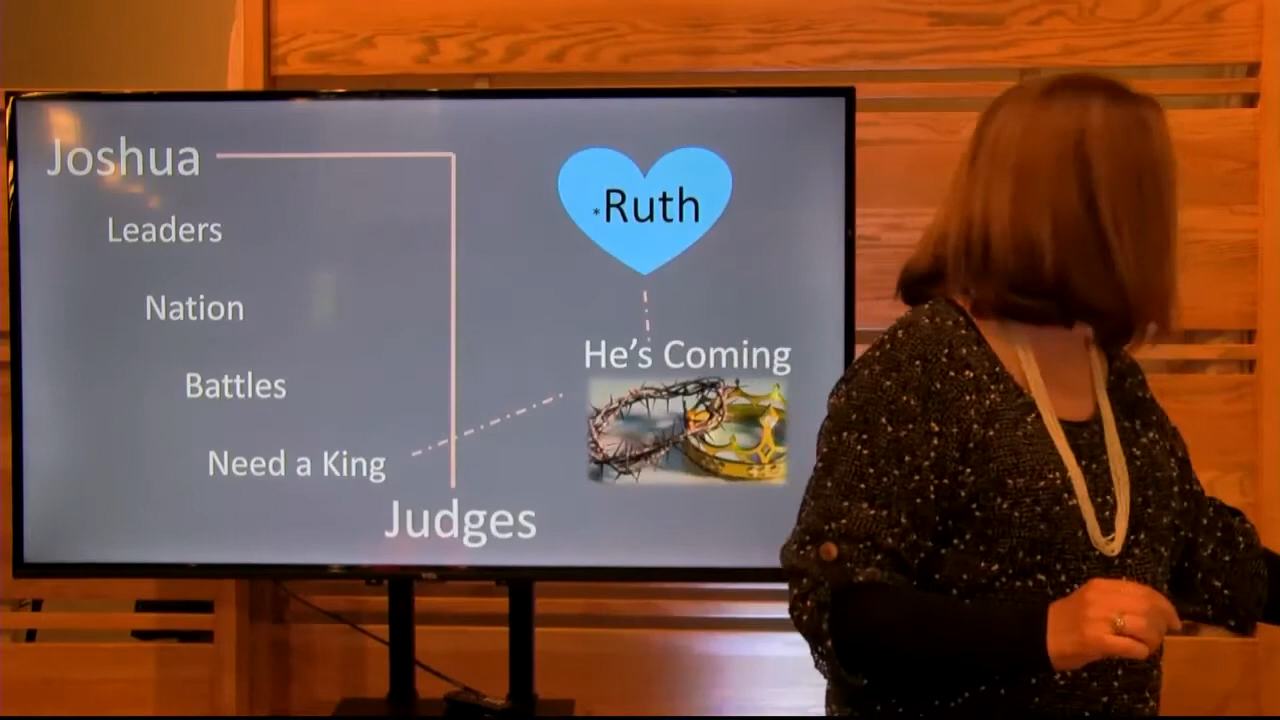 Joshua
Leaders
Nation
Battles
Need a King
Judges
*Ruth
He's Coming